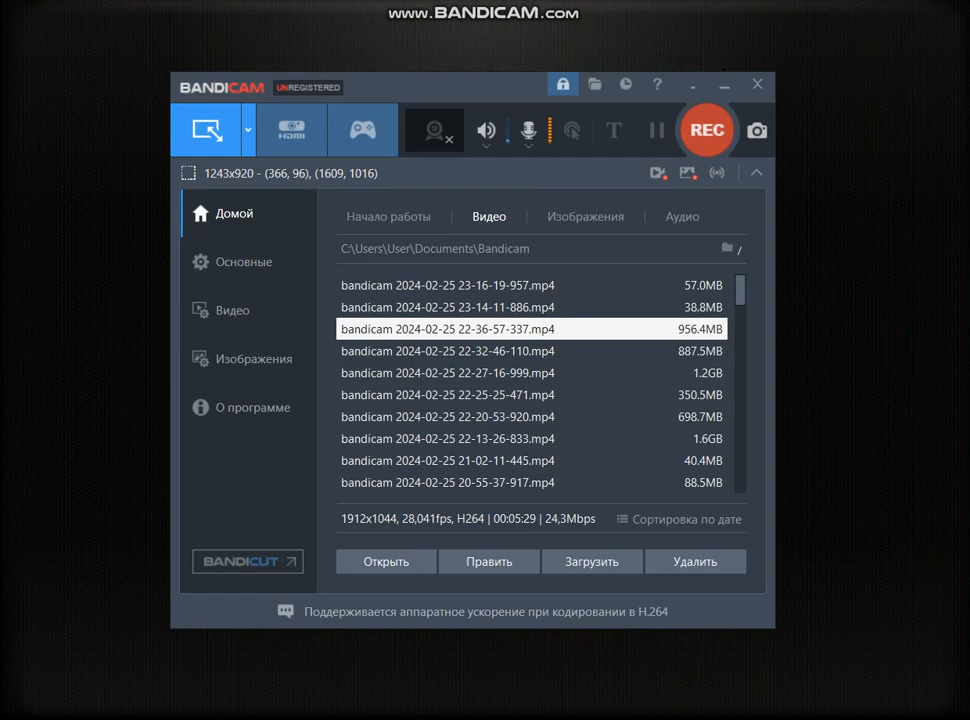 www.BANDICAM.com
BANDICAM UNREGISTERED
HDMI
T
REC
1243x920 - (366, 96), (1609, 1016)
Домой
Основные
Видео
Изображения
О программе
BANDICUT
Начало работы
Видео
Изображения
Аудио
C:\Users\User\Documents\Bandicam
/
bandicam 2024-02-25 23-16-19-957.mp4 57.0MB
bandicam 2024-02-25 23-14-11-886.mp4 38.8MB
bandicam 2024-02-25 22-36-57-337.mp4 956.4MB
bandicam 2024-02-25 22-32-46-110.mp4 887.5MB
bandicam 2024-02-25 22-27-16-999.mp4 1.2GB
bandicam 2024-02-25 22-25-25-471.mp4 350.5MB
bandicam 2024-02-25 22-20-53-920.mp4 698.7MB
bandicam 2024-02-25 22-13-26-833.mp4 1.6GB
bandicam 2024-02-25 21-02-11-445.mp4 40.4MB
bandicam 2024-02-25 20-55-37-917.mp4 88.5MB
1912x1044, 28,041fps, H264 | 00:05:29 | 24,3Mbps
Сортировка по дате
Открыть
Править
Загрузить
Удалить
Поддерживается аппаратное ускорение при кодировании в H.264